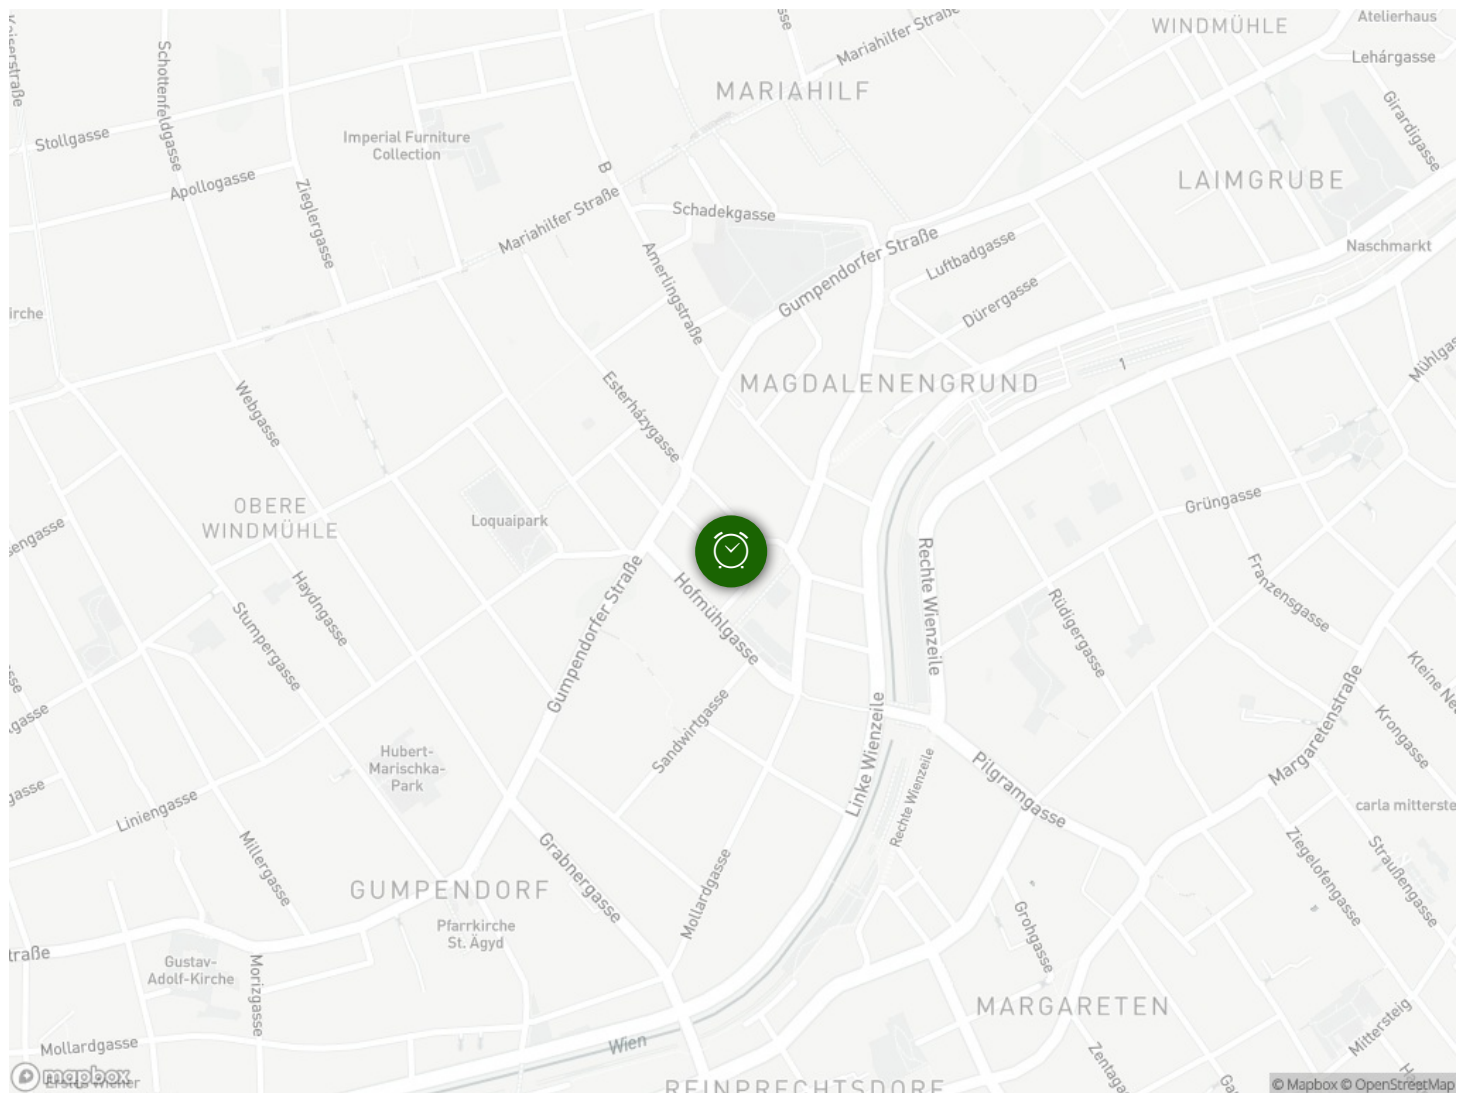 Atelierhaus
WINDMÜHLE
Mariahilfer Straße
Lehárgasse
Schottenfeldgasse
MARIAHILF
Girardigasse
Stollgasse
Imperial Furniture
Collection
B
LAIMGRUBE
Apollogasse
Zieglergasse
Mariahilfer Straße
Schadekgasse
Gumpendorfer Straße
Naschmarkt
Luftbadgasse
Amerlingstraße
Dürergasse
irche
1
MAGDALENENGRUND
Webgasse
Esterházygasse
OBERE
WINDMÜHLE
Loquaipark
Grüngasse
Rechte Wienzeile
Franzensgasse
Haydngasse
Stumpergasse
Gumpendorfer Straße
Hofmühlgasse
Rüdigergasse
Sandwirtgasse
Linke Wienzeile
Margaretenstraße
Krongasse
Hubert-
Marischka-
Park
Rechte Wienzeile
Pilgramgasse
Liniengasse
carla mitterste
Millergasse
Grabnergasse
Mollardgasse
Ziegelofengasse
Straußengasse
GUMPENDORF
Pfarrkirche
St. Ägyd
Grohgasse
Gustav-
Adolf-Kirche
Morizgasse
MARGARETEN
Mittersteig
Mollardgasse
Wien
REINPRECHTSDORF
mapbox
© Mapbox © OpenStreetMap